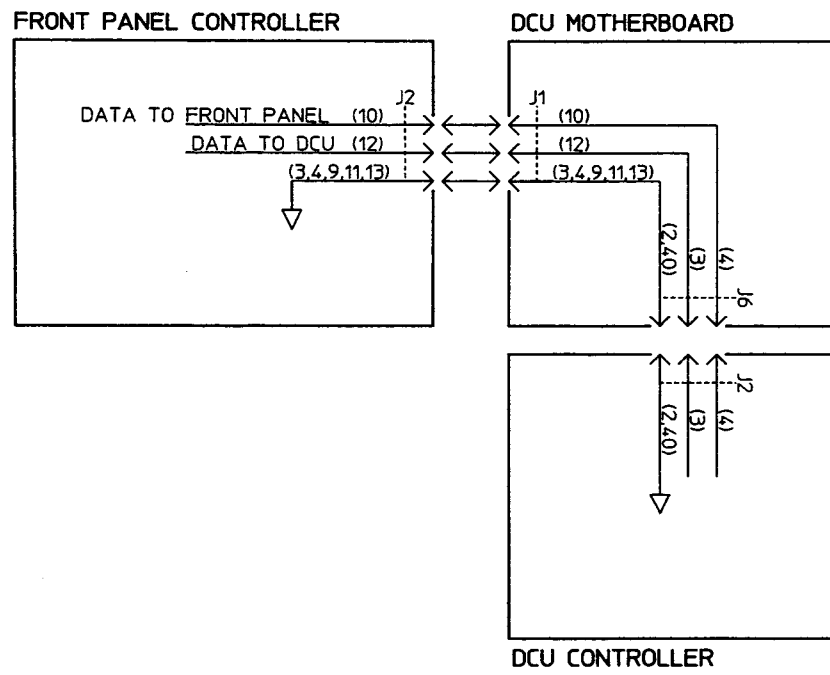 FRONT PANEL CONTROLLER
DCU MOTHERBOARD
J2
J1
DATA TO FRONT PANEL (10)
(10)
DATA TO DCU (12)
(12)
(3,4,9,11,13)
(3,4,9,11,13)
(2,40)
(3)
(4)
J6
J2
(2,40)
(3)
(4)
DCU CONTROLLER